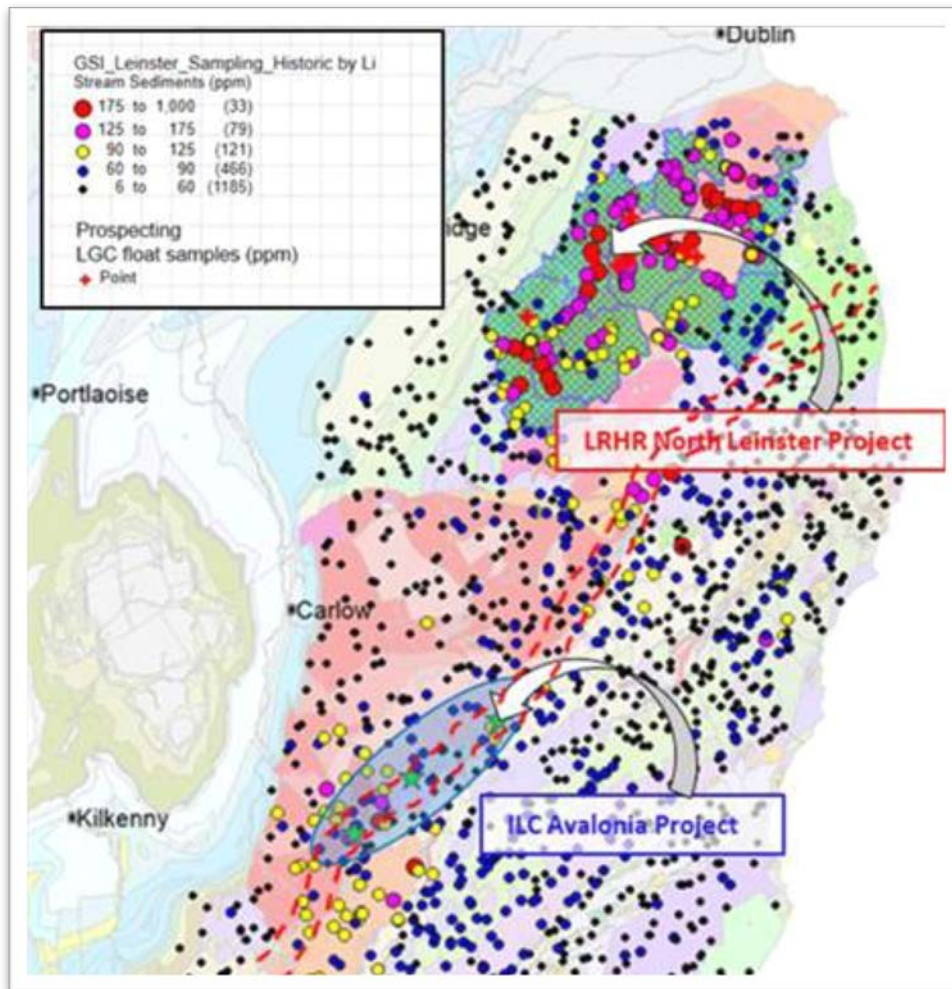 GSI_Leinster_Sampling_Historic by Li
Stream Sediments (ppm)
175 to 1,000 (33)
125 to 175 (79)
90 to 125 (121)
60 to 90 (466)
6 to 60 (1185)
Prospecting
LGC float samples (ppm)
Point
Dublin
idge
Portlaoise
LRHR North Leinster Project
Carlow
Kilkenny
ILC Avalonia Project